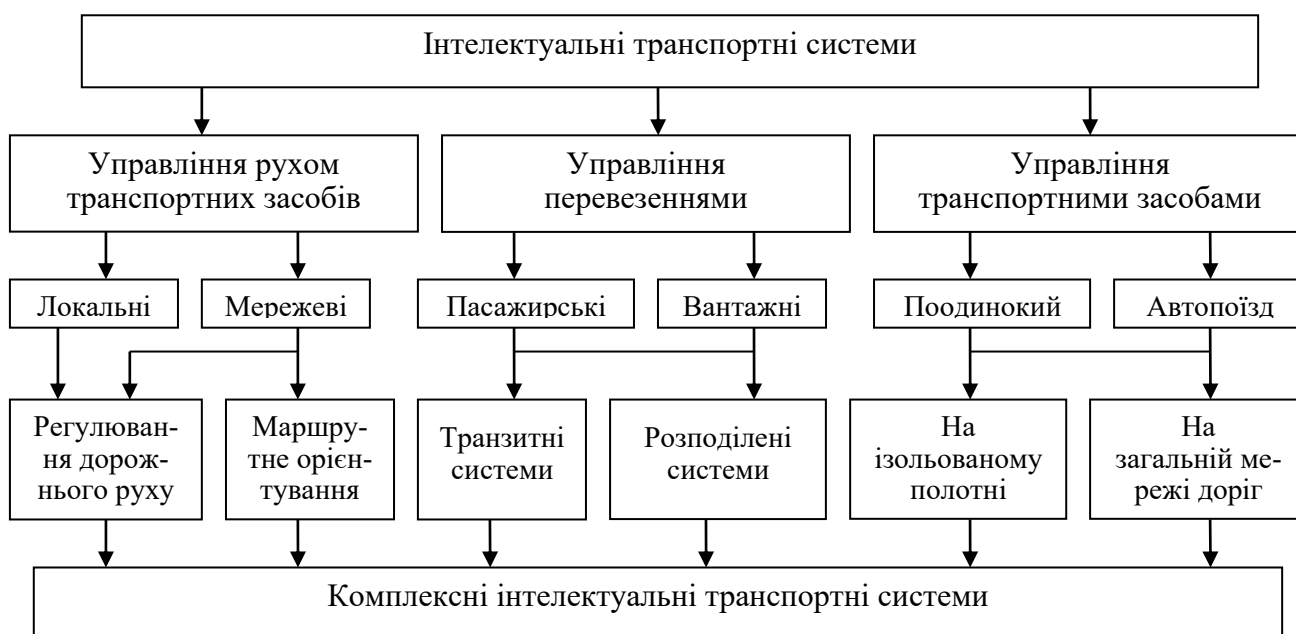 Інтелектуальні транспортні системи
Управління рухом
транспортних засобів
Управління
перевезеннями
Управління
транспортними засобами
Локальні
Мережеві
Пасажирські
Вантажні
Поодинокий
Автопоїзд
Регулюван-
ня дорож-
нього руху
Маршру-
тне орієн-
тування
Транзитні
системи
Розподілені
системи
На
ізольованому
полотні
На
загальній ме-
режі доріг
Комплексні інтелектуальні транспортні системи